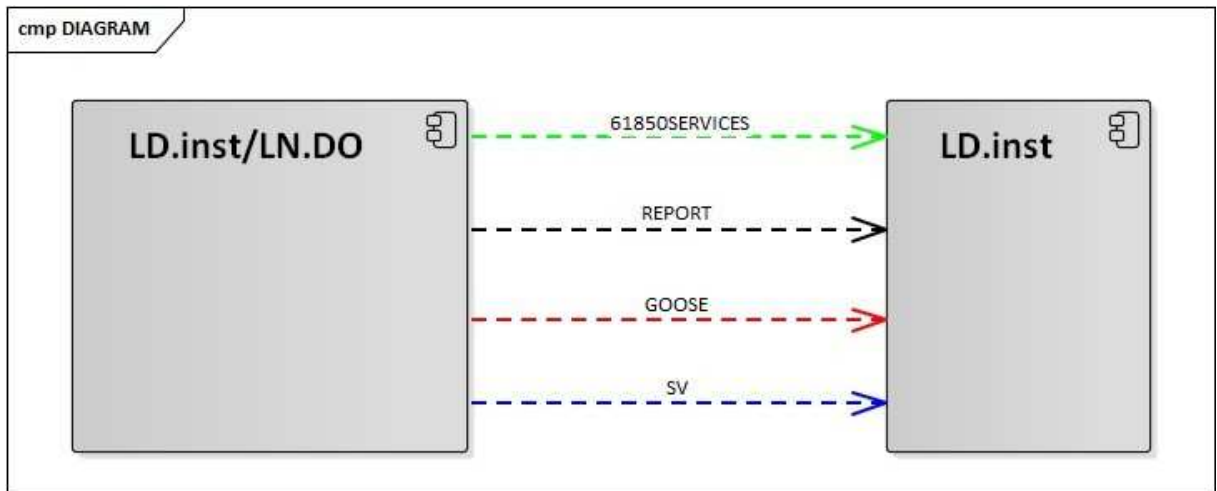 cmp DIAGRAM
LD.inst/LN.DO
61850SERVICES
LD.inst
REPORT
GOOSE
SV